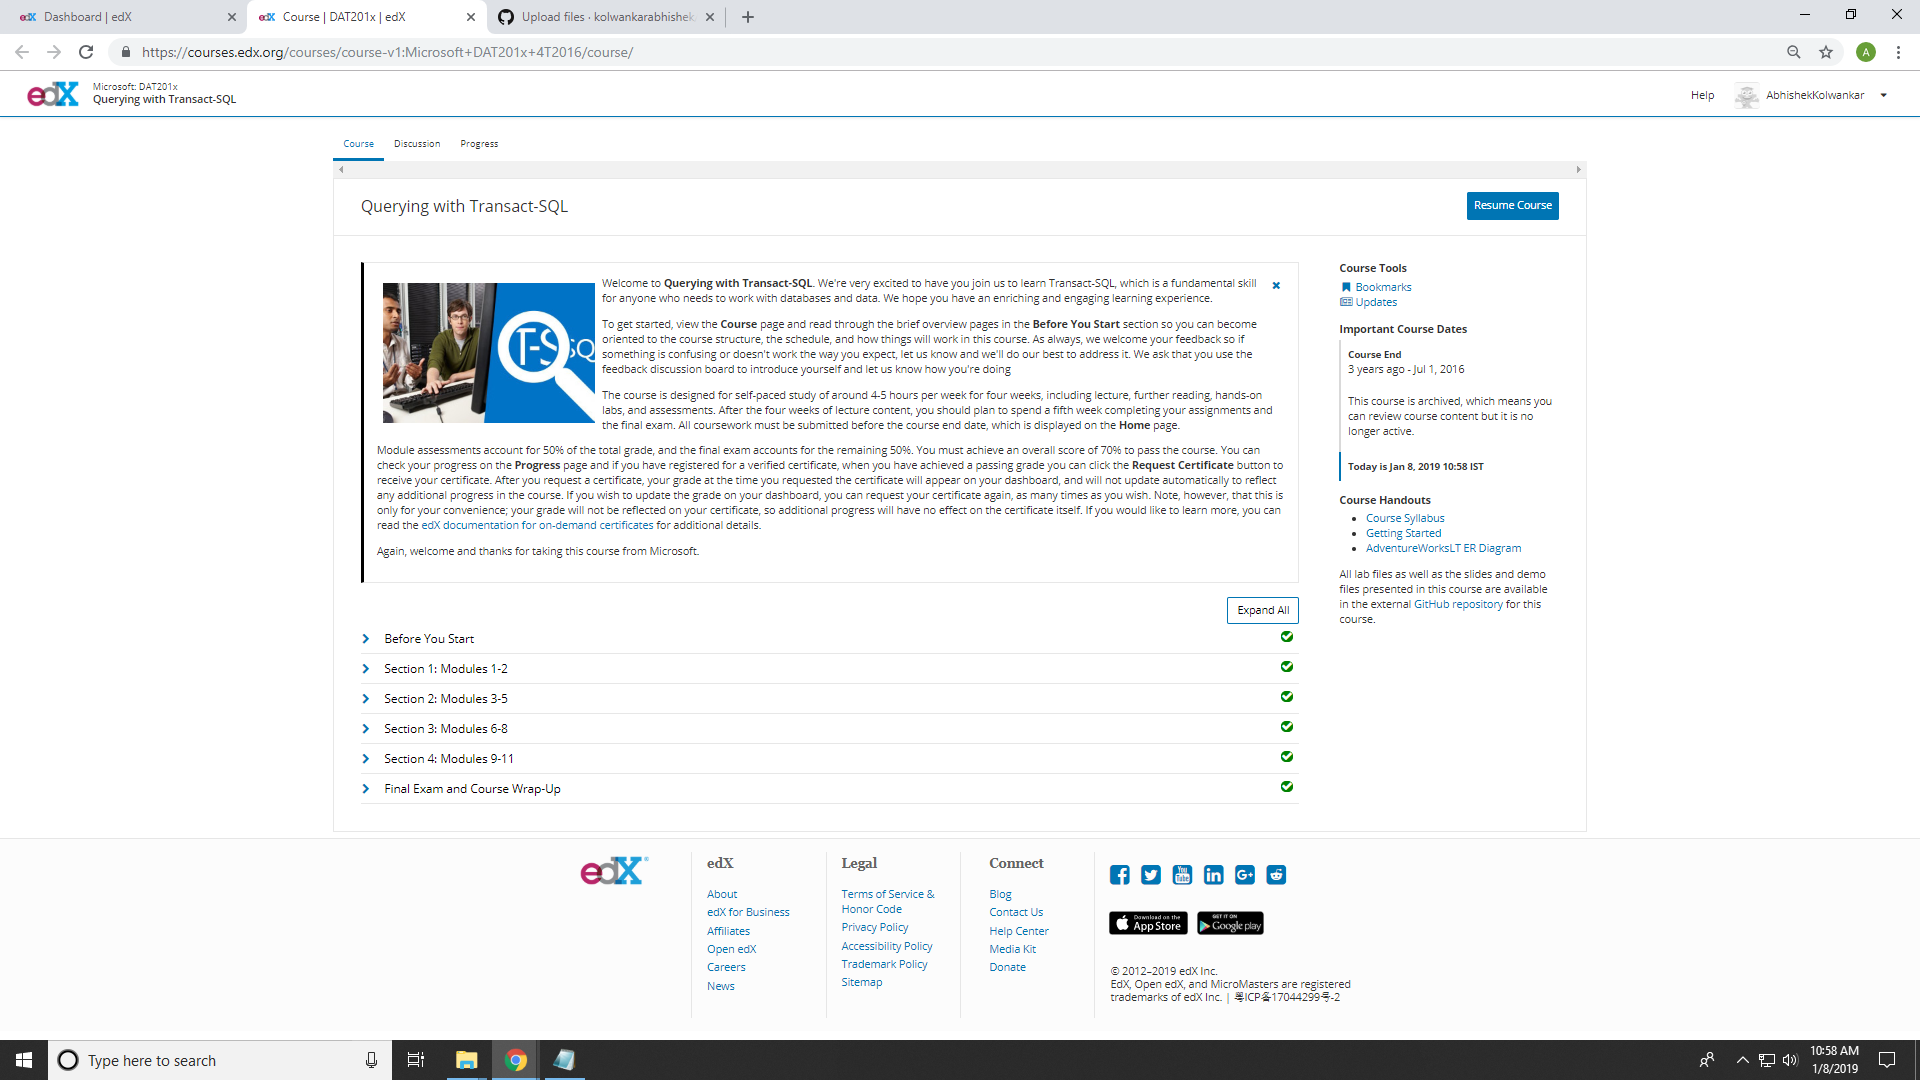 Dashboard | edX
Course | DAT201x | edX
Upload files · kolwankarabhishek
https://courses.edx.org/courses/course-v1:Microsoft+DAT201x+4T2016/course/
A
edX
Microsoft: DAT201x
Querying with Transact-SQL
Help
AbhishekKolwankar
Course
Discussion
Progress
Querying with Transact-SQL
Resume Course
T-S
SQ
Welcome to Querying with Transact-SQL. We're very excited to have you join us to learn Transact-SQL, which is a fundamental skill
for anyone who needs to work with databases and data. We hope you have an enriching and engaging learning experience.
To get started, view the Course page and read through the brief overview pages in the Before You Start section so you can become
oriented to the course structure, the schedule, and how things will work in this course. As always, we welcome your feedback so if
something is confusing or doesn't work the way you expect, let us know and we'll do our best to address it. We ask that you use the
feedback discussion board to introduce yourself and let us know how you're doing
The course is designed for self-paced study of around 4-5 hours per week for four weeks, including lecture, further reading, hands-on
labs, and assessments. After the four weeks of lecture content, you should plan to spend a fifth week completing your assignments and
the final exam. All coursework must be submitted before the course end date, which is displayed on the Home page.
Module assessments account for 50% of the total grade, and the final exam accounts for the remaining 50%. You must achieve an overall score of 70% to pass the course. You can
check your progress on the Progress page and if you have registered for a verified certificate, when you have achieved a passing grade you can click the Request Certificate button to
receive your certificate. After you request a certificate, your grade at the time you requested the certificate will appear on your dashboard, and will not update automatically to reflect
any additional progress in the course. If you wish to update the grade on your dashboard, you can request your certificate again, as many times as you wish. Note, however, that this is
only for your convenience; your grade will not be reflected on your certificate, so additional progress will have no effect on the certificate itself. If you would like to learn more, you can
read the edX documentation for on-demand certificates for additional details.
Again, welcome and thanks for taking this course from Microsoft.
Expand All
Before You Start
Section 1: Modules 1-2
Section 2: Modules 3-5
Section 3: Modules 6-8
Section 4: Modules 9-11
Final Exam and Course Wrap-Up
Course Tools
Bookmarks
Updates
Important Course Dates
Course End
3 years ago - Jul 1, 2016
This course is archived, which means you
can review course content but it is no
longer active.
Today is Jan 8, 2019 10:58 IST
Course Handouts
Course Syllabus
Getting Started
AdventureWorksLT ER Diagram
All lab files as well as the slides and demo
files presented in this course are available
in the external GitHub repository for this
course.
edX
edX
About
edX for Business
Affiliates
Open edX
Careers
News
Legal
Terms of Service &
Honor Code
Privacy Policy
Accessibility Policy
Trademark Policy
Sitemap
Connect
Blog
Contact Us
Help Center
Media Kit
Donate
You Tube
in
G+
Download on the
App Store
GET IT ON
Google play
© 2012–2019 edX Inc.
EdX, Open edX, and MicroMasters are registered
trademarks of edX Inc. | 粤ICP备17044299号-2
Type here to search
10:58 AM
1/8/2019